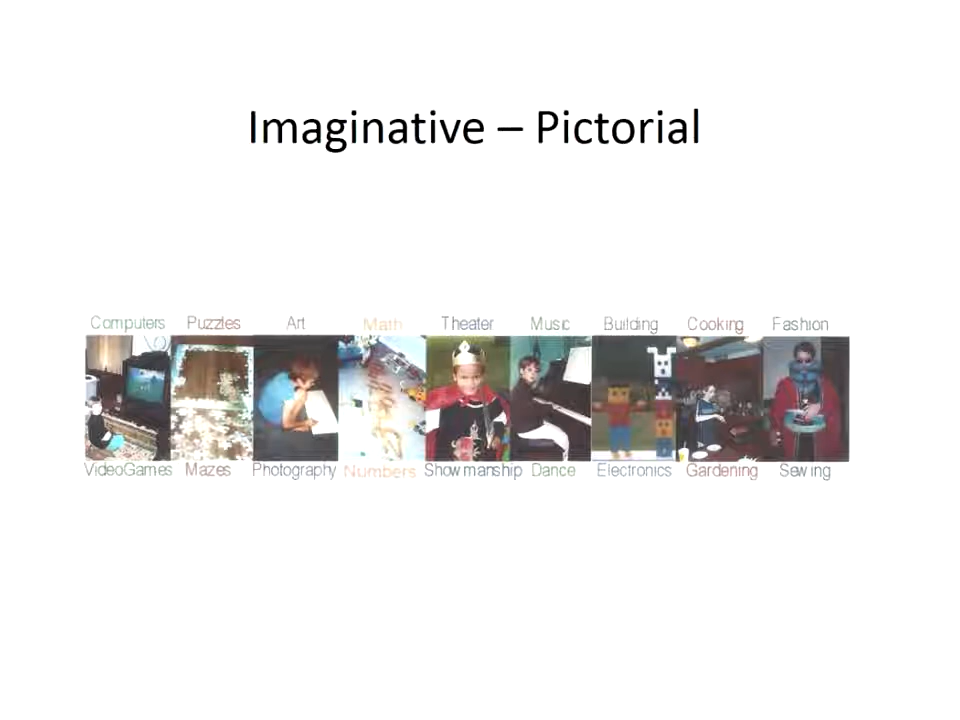 Imaginative – Pictorial
Computers Puzzles Art Math Theater Music Building Cooking Fashion
VideoGames Mazes Photography Numbers Showmanship Dance Electronics Gardening Sewing